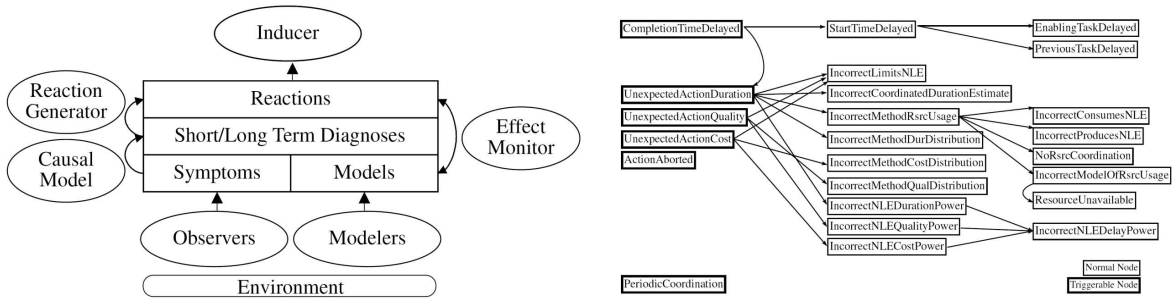 Inducer
Reaction
Generator
Reactions
Short/Long Term Diagnoses
Effect
Monitor
Causal
Model
Symptoms
Models
Observers
Modelers
Environment
CompletionTimeDelayed
StartTimeDelayed
EnablingTaskDelayed
PreviousTaskDelayed
IncorrectLimitsNLE
UnexpectedActionDuration
IncorrectCoordinatedDurationEstimate
UnexpectedActionQuality
IncorrectMethodRsrcUsage
IncorrectConsumesNLE
UnexpectedActionCost
IncorrectMethodDurDistribution
IncorrectProducesNLE
ActionAborted
IncorrectMethodCostDistribution
NoRsrcCoordination
IncorrectModelOfRsrcUsage
IncorrectMethodQualDistribution
ResourceUnavailable
IncorrectNLEDurationPower
IncorrectNLEQualityPower
IncorrectNLEDelayPower
IncorrectNLECostPower
Normal Node
PeriodicCoordination
Triggerable Node